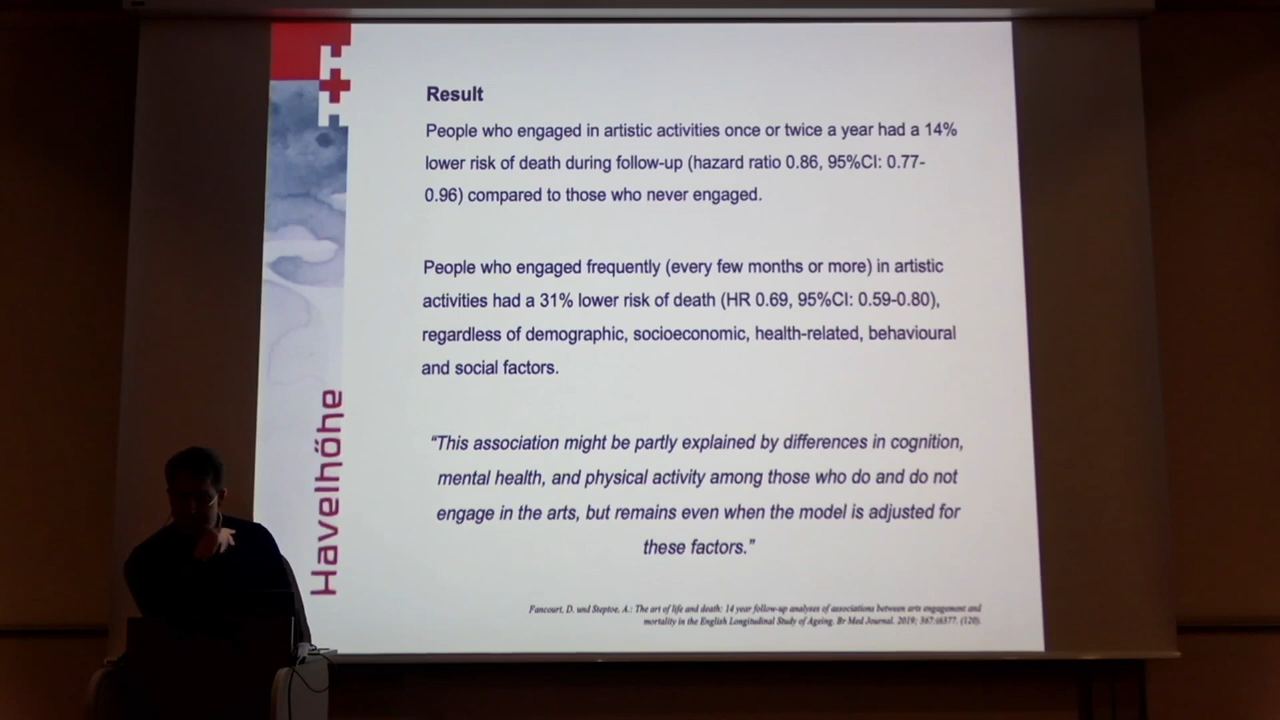 Result
People who engaged in artistic activities once or twice a year had a 14%
lower risk of death during follow-up (hazard ratio 0.86, 95%CI: 0.77-
0.96) compared to those who never engaged.
People who engaged frequently (every few months or more) in artistic
activities had a 31% lower risk of death (HR 0.69, 95%CI: 0.59-0.80),
regardless of demographic, socioeconomic, health-related, behavioural
and social factors.
“This association might be partly explained by differences in cognition,
mental health, and physical activity among those who do and do not
engage in the arts, but remains even when the model is adjusted for
these factors.”
Fancourt, D. und Steptoe, A.: The art of life and death: 14 year follow-up analyses of associations between arts engagement and
mortality in the English Longitudinal Study of Ageing. Br Med Journal. 2019; 367:l6377. (120).
Havelhöhe